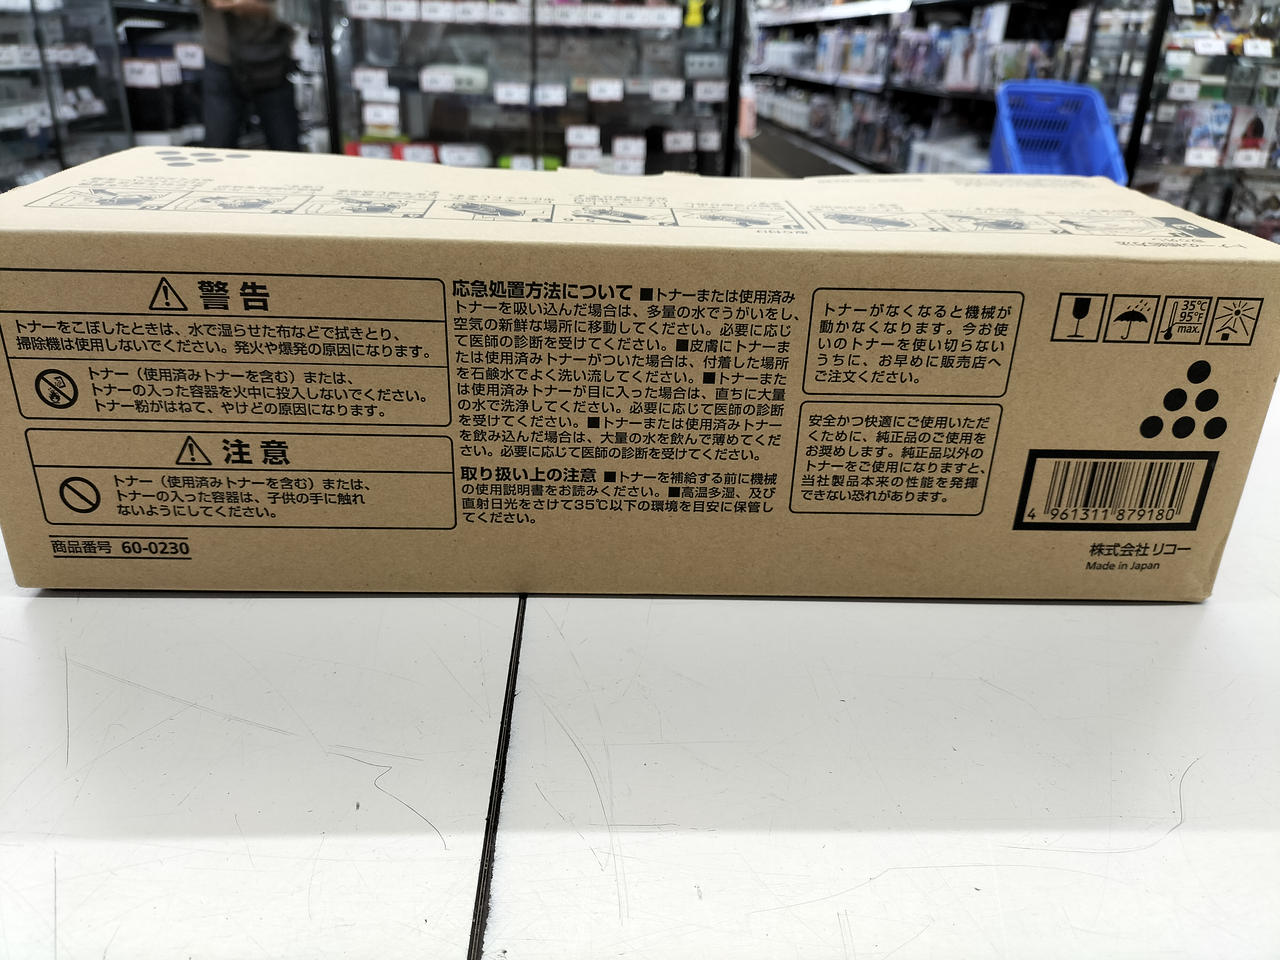 警告
トナーをこぼしたときは、水で湿らせた布などで拭きとり、
掃除機は使用しないでください。発火や爆発の原因になります。
トナー（使用済みトナーを含む）または、
トナーの入った容器を火中に投入しないでください。
トナー粉がはねて、やけどの原因になります。
注意
トナー（使用済みトナーを含む）または、
トナーの入った容器は、子供の手に触れ
ないようにしてください。
商品番号 60-0230
応急処置方法について ■トナーまたは使用済み
トナーを吸い込んだ場合は、多量の水でうがいをし、
空気の新鮮な場所に移動してください。必要に応じ
て医師の診断を受けてください。■皮膚にトナーま
たは使用済みトナーがついた場合は、付着した場所
を石鹸水でよく洗い流してください。■トナーまた
は使用済みトナーが目に入った場合は、直ちに大量
の水で洗浄してください。必要に応じて医師の診断
を受けてください。■トナーまたは使用済みトナー
を飲み込んだ場合は、大量の水を飲んで薄めてくだ
さい。必要に応じて医師の診断を受けてください。
取り扱い上の注意 ■トナーを補給する前に機械
の使用説明書をお読みください。■高温多湿、及び
直射日光をさけて35℃以下の環境を目安に保管し
てください。
トナーがなくなると機械が
動かなくなります。今お使
いのトナーを使い切らない
うちに、お早めに販売店へ
ご注文ください。
安全かつ快適にご使用いただ
くために、純正品のご使用を
お奨めします。純正品以外の
トナーをご使用になりますと、
当社製品本来の性能を発揮
できない恐れがあります。
35℃
95°F
max.
4 961311 879180
株式会社 リコー
Made in Japan